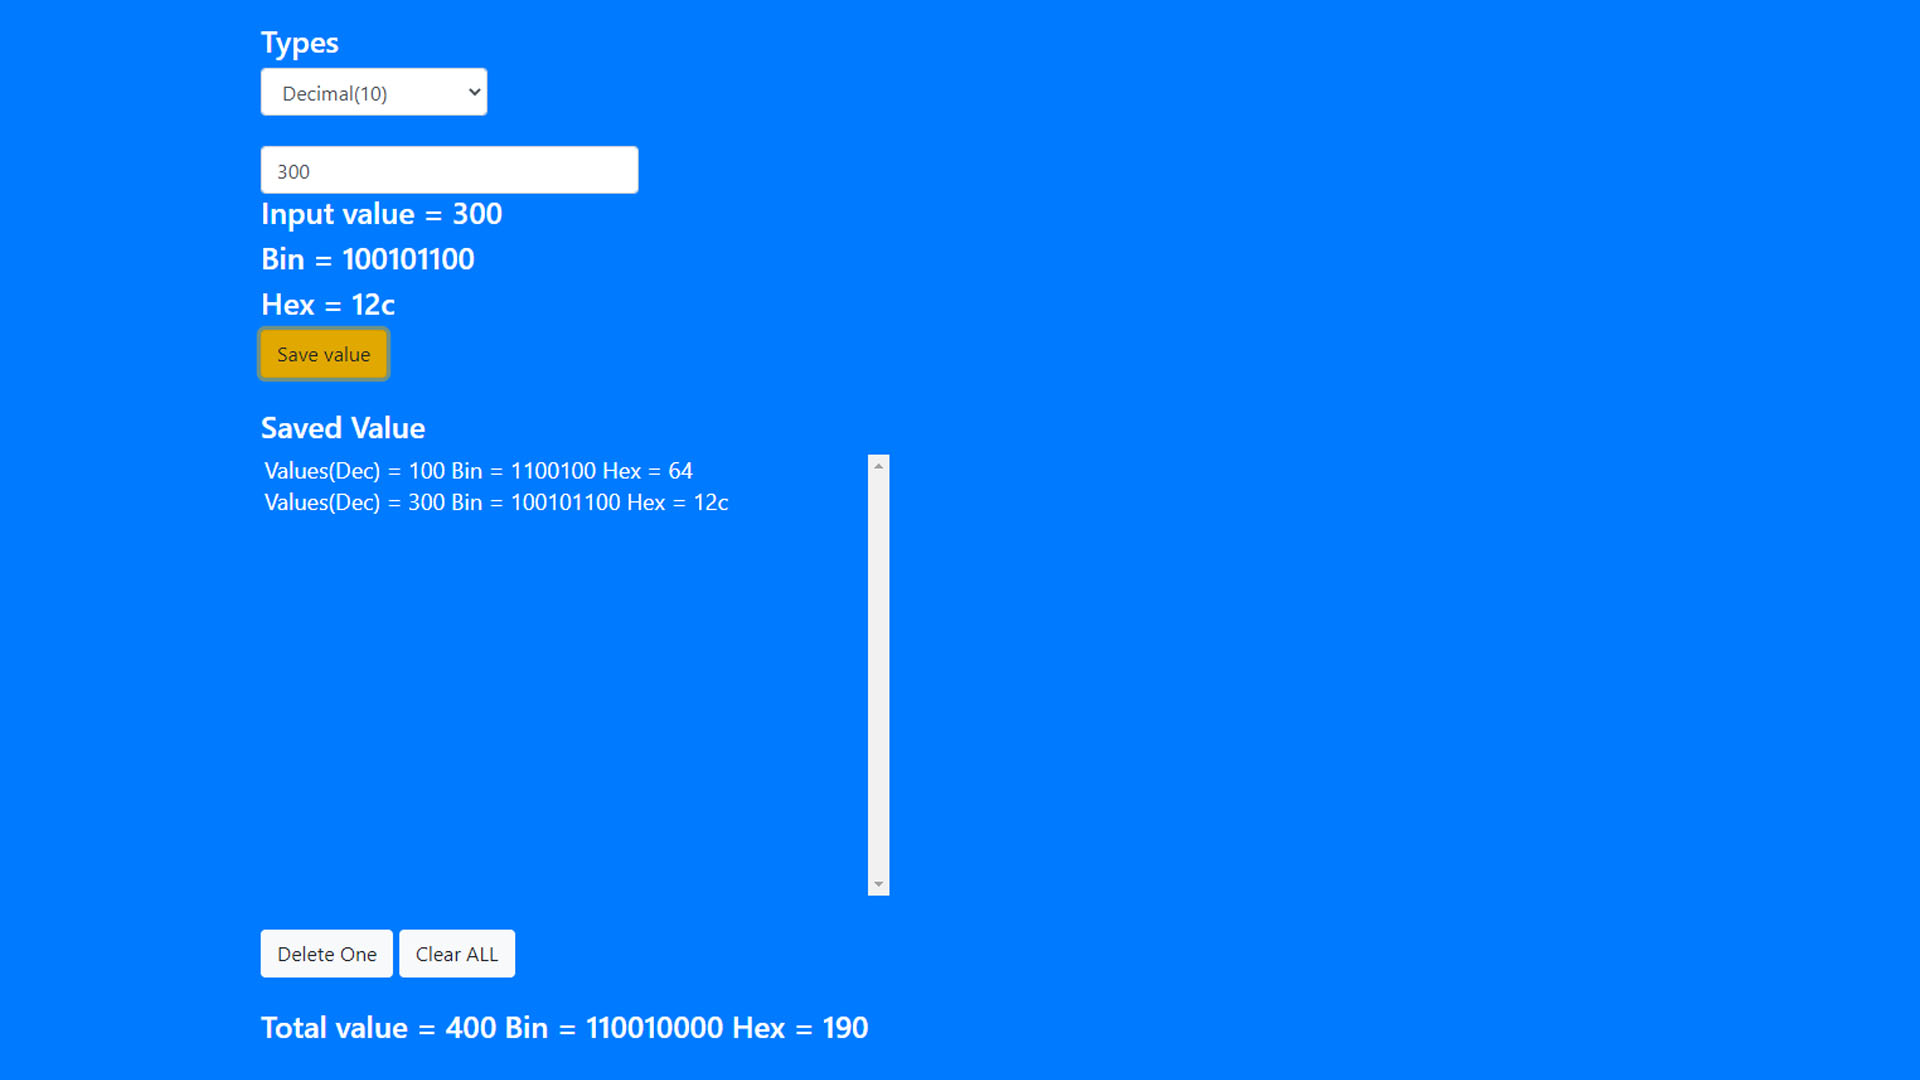 Types
Decimal(10)
300
Input value = 300
Bin = 100101100
Hex = 12c
Save value
Saved Value
Values(Dec) = 100 Bin = 1100100 Hex = 64
Values(Dec) = 300 Bin = 100101100 Hex = 12c
Delete One Clear ALL
Total value = 400 Bin = 110010000 Hex = 190